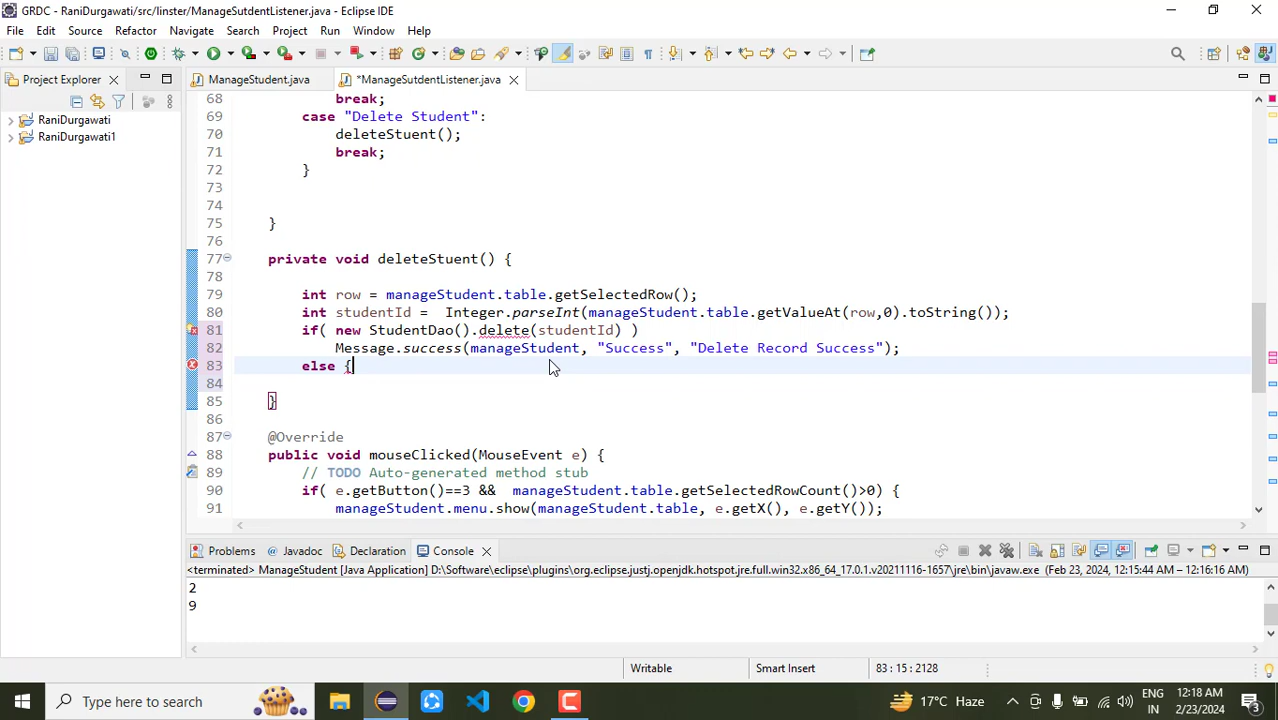 GRDC - RaniDurgawati/src/linster/ManageSutdentListener.java - Eclipse IDE
File Edit Source Refactor Navigate Search Project Run Window Help
Project Explorer
ManageStudent.java
*ManageSutdentListener.java
RaniDurgawati
RaniDurgawati1
68 break;
69 case "Delete Student":
70 deleteStuent();
71 break;
72 }
73
74
75 }
76
77 private void deleteStuent() {
78
79 int row = manageStudent.table.getSelectedRow();
80 int studentId = Integer.parseInt(manageStudent.table.getValueAt(row,0).toString());
81 if( new StudentDao().delete(studentId) )
82 Message.success(manageStudent, "Success", "Delete Record Success");
83 else {
84
85 }
86
87 @Override
88 public void mouseClicked(MouseEvent e) {
89 // TODO Auto-generated method stub
90 if( e.getButton()==3 && manageStudent.table.getSelectedRowCount()>0) {
91 manageStudent.menu.show(manageStudent.table, e.getX(), e.getY());
Problems Javadoc Declaration Console
<terminated> ManageStudent [Java Application] D:\Software\eclipse\plugins\org.eclipse.justj.openjdk.hotspot.jre.full.win32.x86_64_17.0.1.v20211116-1657\jre\bin\javaw.exe (Feb 23, 2024, 12:15:44 AM – 12:16:16 AM)
2
9
Writable Smart Insert 83 : 15 : 2128
Type here to search
17°C Haze
ENG
IN
12:18 AM
2/23/2024
3